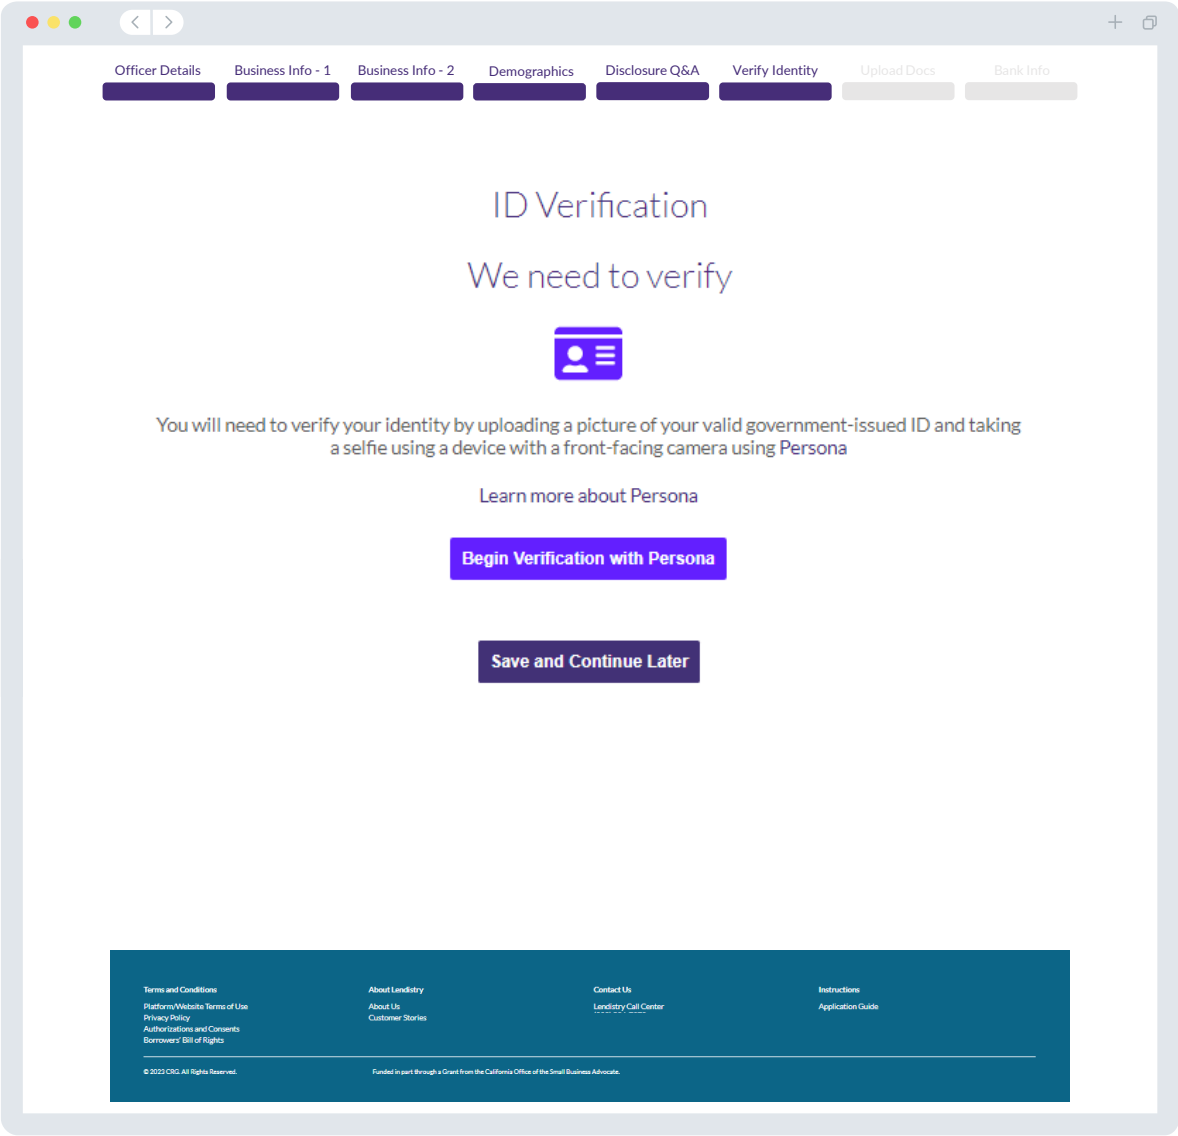 Officer Details
Business Info - 1
Business Info - 2
Demographics
Disclosure Q&A
Verify Identity
Upload Docs
Bank Info
ID Verification
We need to verify
You will need to verify your identity by uploading a picture of your valid government-issued ID and taking
a selfie using a device with a front-facing camera using Persona
Learn more about Persona
Begin Verification with Persona
Save and Continue Later
Terms and Conditions
Platform/Website Terms of Use
Privacy Policy
Authorizations and Consents
Borrowers' Bill of Rights
About Lendistry
About Us
Customer Stories
Contact Us
Lendistry Call Center
Instructions
Application Guide
© 2023 CRG. All Rights Reserved.
Funded in part through a Grant from the California Office of the Small Business Advocate.